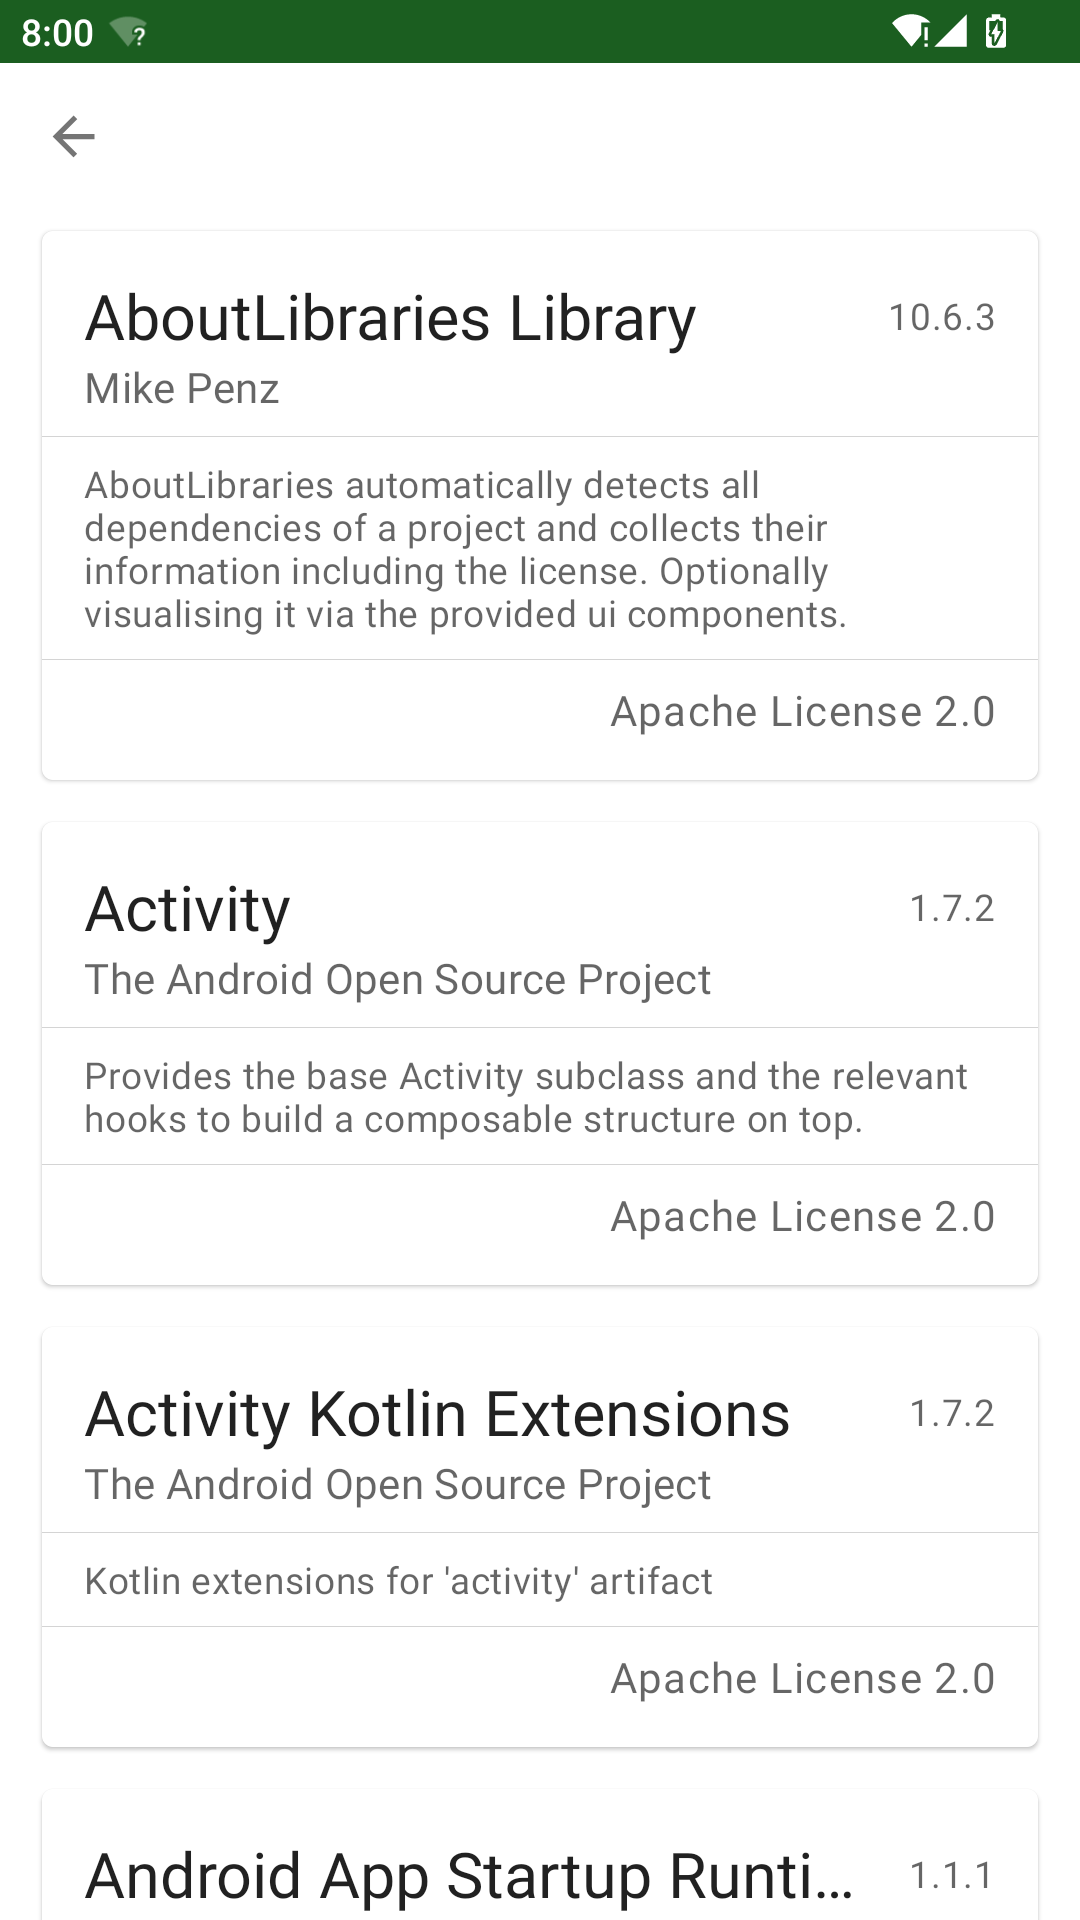 8:00
AboutLibraries Library 10.6.3
Mike Penz
AboutLibraries automatically detects all
dependencies of a project and collects their
information including the license. Optionally
visualising it via the provided ui components.
Apache License 2.0
Activity 1.7.2
The Android Open Source Project
Provides the base Activity subclass and the relevant
hooks to build a composable structure on top.
Apache License 2.0
Activity Kotlin Extensions 1.7.2
The Android Open Source Project
Kotlin extensions for 'activity' artifact
Apache License 2.0
Android App Startup Runti... 1.1.1